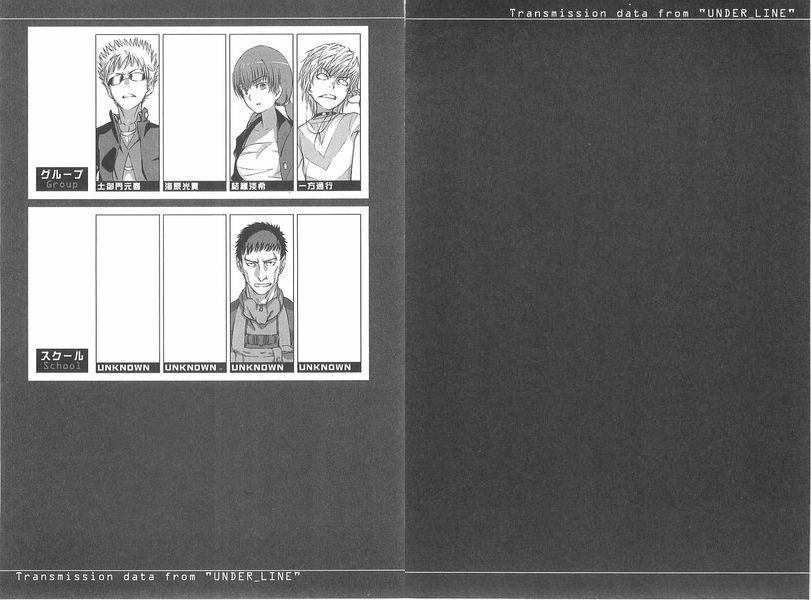 Transmission data from "UNDER_LINE"
グループ
Group
土御門元春
海原光貴
結標淡希
一方通行
スクール
School
UNKNOWN
UNKNOWN
UNKNOWN
UNKNOWN
Transmission data from "UNDER_LINE"